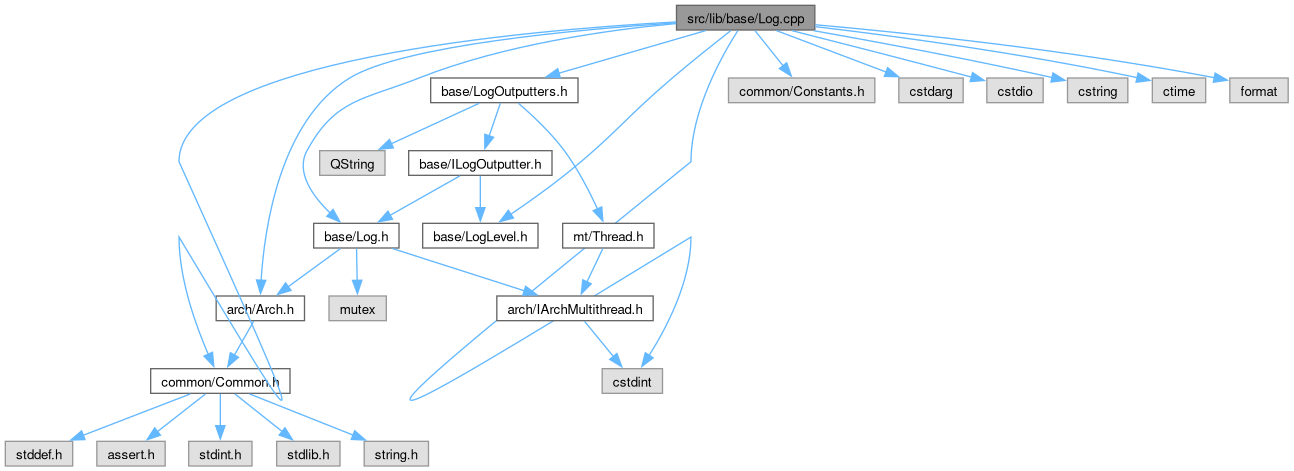 src/lib/base/Log.cpp
base/LogOutputters.h
common/Constants.h
cstdarg
cstdio
cstring
ctime
format
QString
base/ILogOutputter.h
base/Log.h
base/LogLevel.h
mt/Thread.h
arch/Arch.h
mutex
arch/IArchMultithread.h
common/Common.h
cstdint
stddef.h
assert.h
stdint.h
stdlib.h
string.h